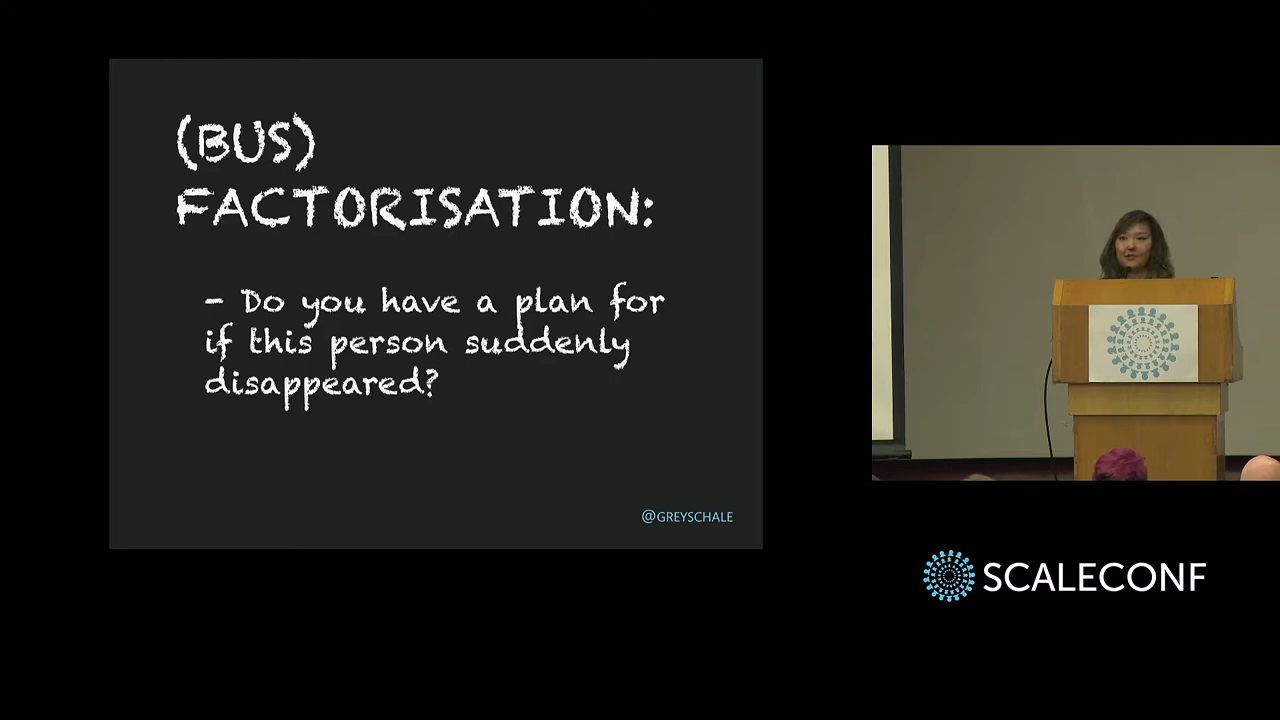 (BUS)
FACTORISATION:
- Do you have a plan for
if this person suddenly
disappeared?
@GREYSCHALE
SCALECONF